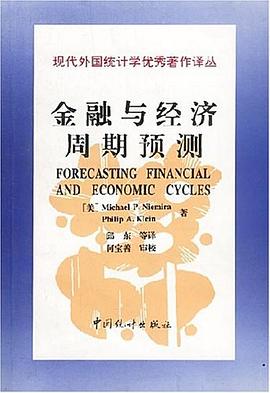 现代外国统计学优秀著作译丛
金融与经济
周期预测
FORECASTING FINANCIAL
AND ECONOMIC CYCLES
[美] Michael P. Niemira
Philip A. Klein 著
邱东 等译
何宝善 审校
中国统计出版社